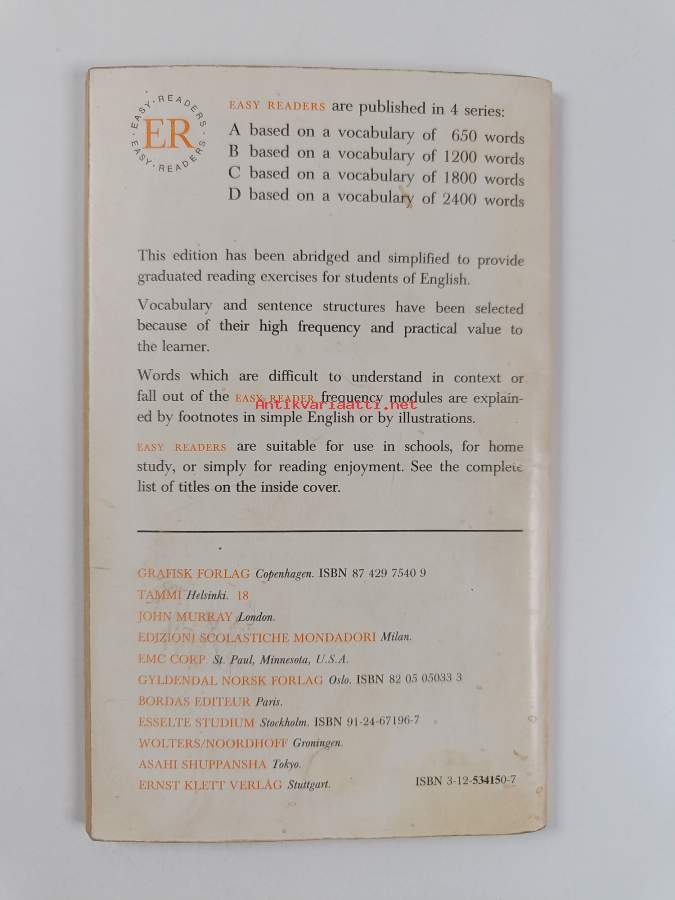 EASY · READERS · EASY · READERS ·
ER
EASY READERS are published in 4 series:
A based on a vocabulary of 650 words
B based on a vocabulary of 1200 words
C based on a vocabulary of 1800 words
D based on a vocabulary of 2400 words
This edition has been abridged and simplified to provide
graduated reading exercises for students of English.
Vocabulary and sentence structures have been selected
because of their high frequency and practical value to
the learner.
Words which are difficult to understand in context or
fall out of the EASY READER frequency modules are explain-
Antikvariaatti.net
ed by footnotes in simple English or by illustrations.
EASY READERS are suitable for use in schools, for home
study, or simply for reading enjoyment. See the complete
list of titles on the inside cover.
GRAFISK FORLAG Copenhagen. ISBN 87 429 7540 9
TAMMI Helsinki. 18
JOHN MURRAY London.
EDIZIONI SCOLASTICHE MONDADORI Milan.
EMC CORP. St. Paul, Minnesota, U.S.A.
GYLDENDAL NORSK FORLAG Oslo. ISBN 82 05 05033 3
BORDAS EDITEUR Paris.
ESSELTE STUDIUM Stockholm. ISBN 91-24-67196-7
WOLTERS/NOORDHOFF Groningen.
ASAHI SHUPPANSHA Tokyo.
ERNST KLETT VERLAG Stuttgart. ISBN 3-12-534150-7